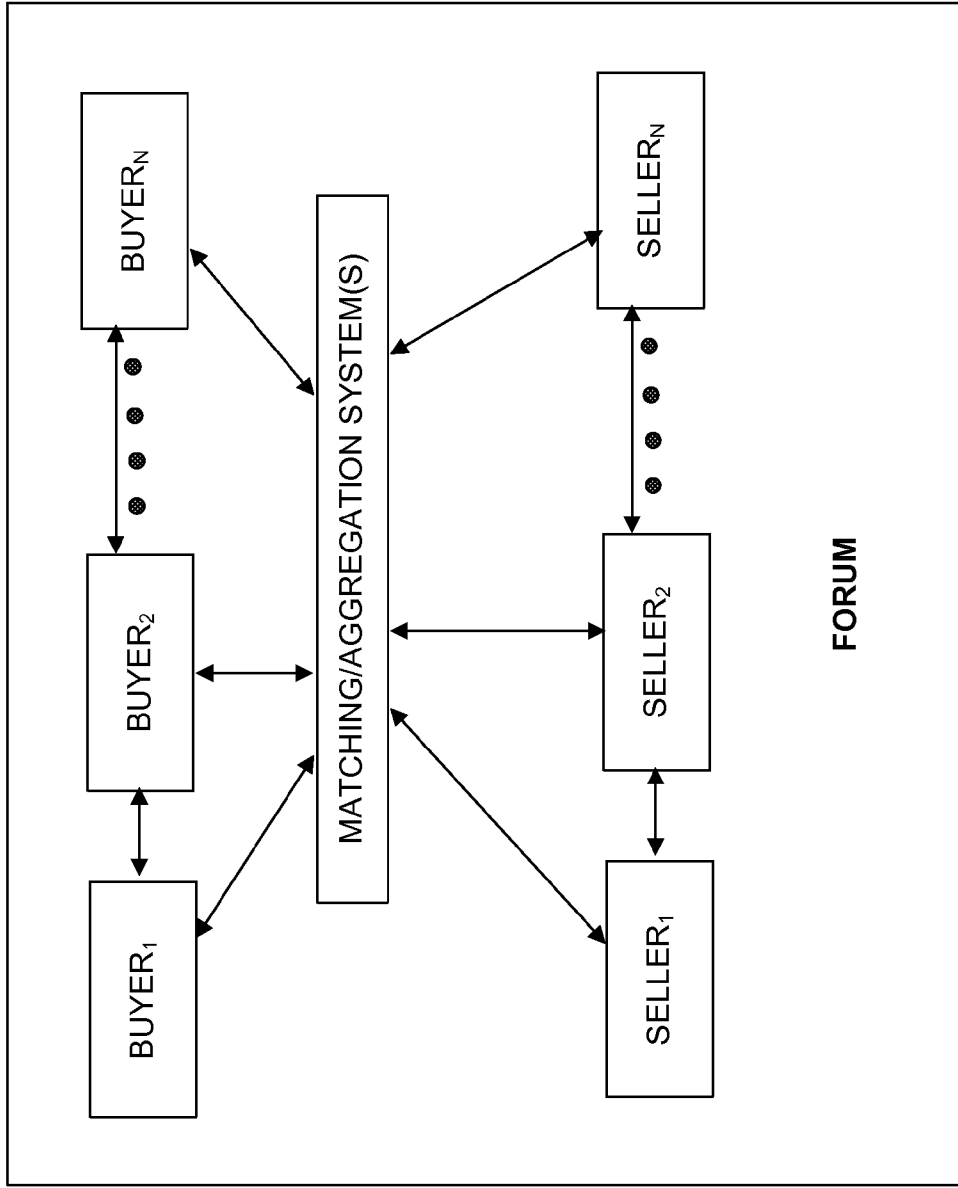 BUYER₁
BUYER₂
BUYERN
MATCHING/AGGREGATION SYSTEM(S)
SELLER₁
SELLER₂
SELLERN
FORUM